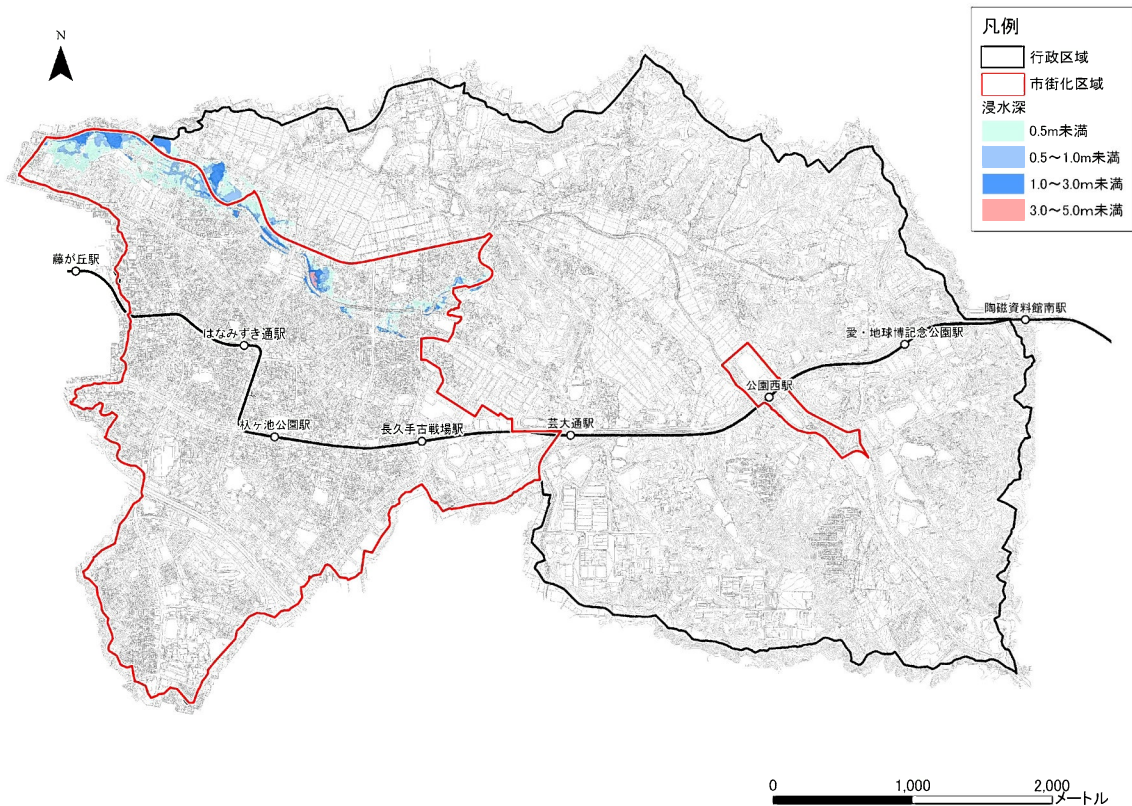 N
凡例
行政区域
市街化区域
浸水深
0.5m未満
0.5～1.0m未満
1.0～3.0m未満
3.0～5.0m未満
藤が丘駅
はなみずき通駅
杁ヶ池公園駅
長久手古戦場駅
芸大通駅
公園西駅
愛・地球博記念公園駅
陶磁資料館南駅
0 1,000 2,000
メートル